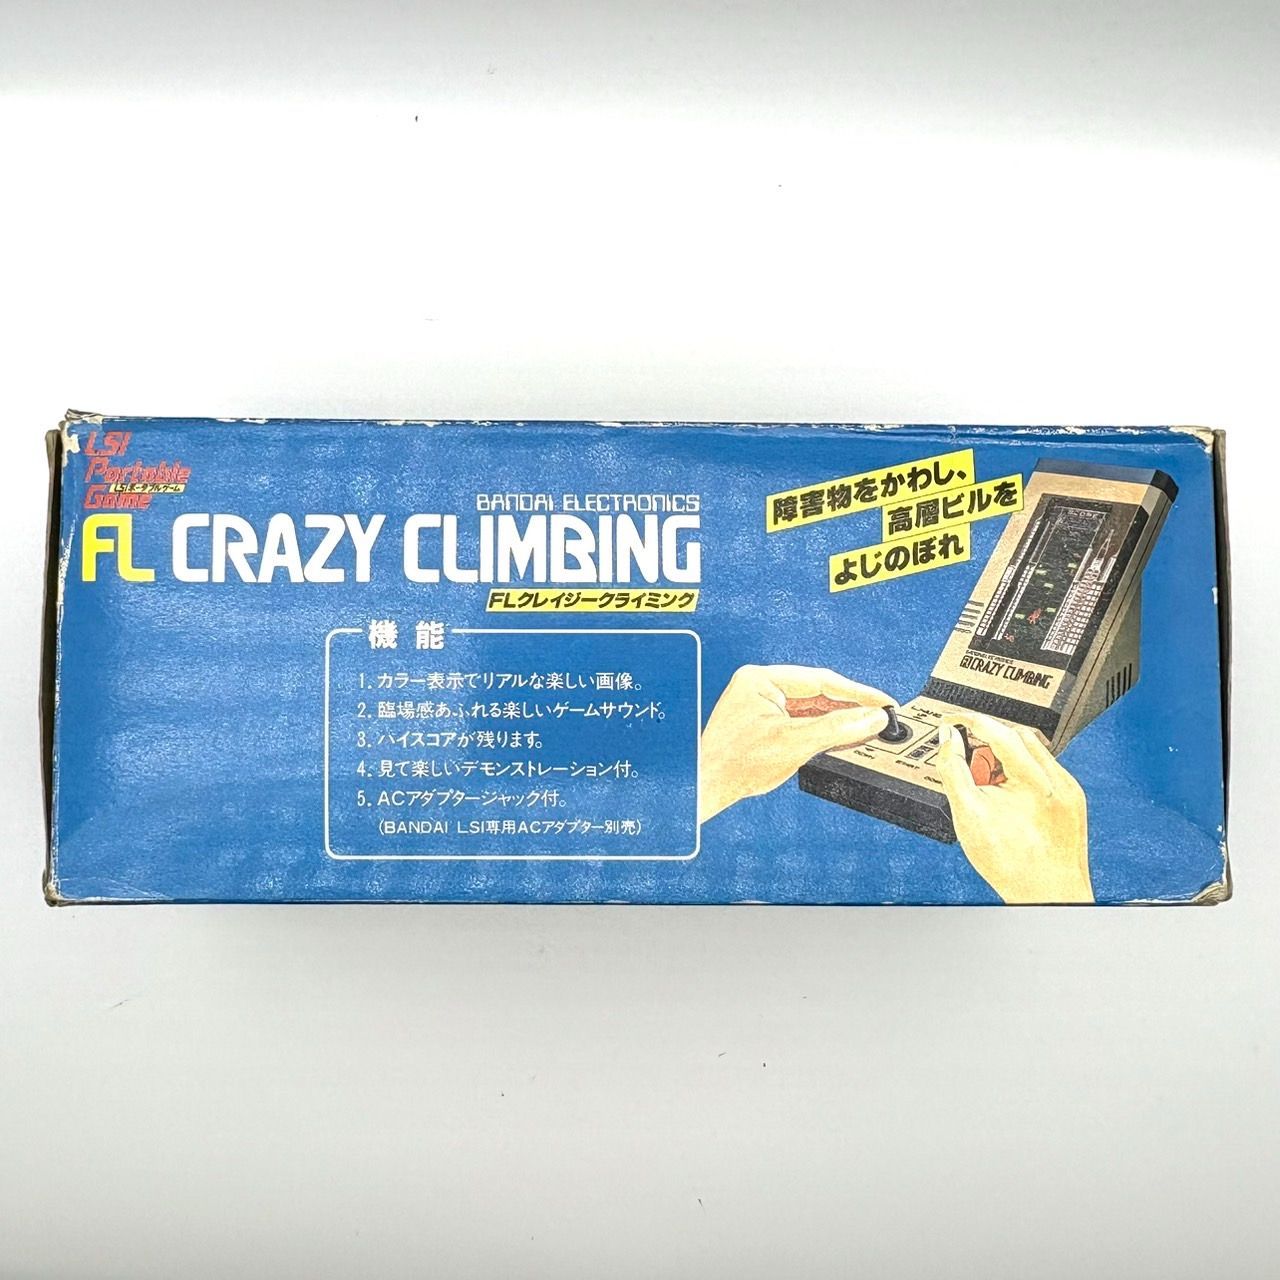 LSI
Portable
Game
LSIポータブルゲーム
BANDAI ELECTRONICS
FL CRAZY CLIMBING
FLクレイジークライミング
機能
1. カラー表示でリアルな楽しい画像。
2. 臨場感あふれる楽しいゲームサウンド。
3. ハイスコアが残ります。
4. 見て楽しいデモンストレーション付。
5. ACアダプタージャック付。
(BANDAI LSI専用ACアダプター別売)
障害物をかわし、
高層ビルを
よじのぼれ
BANDAI ELECTRONICS
FL CRAZY CLIMBING
UP
DOWN
START